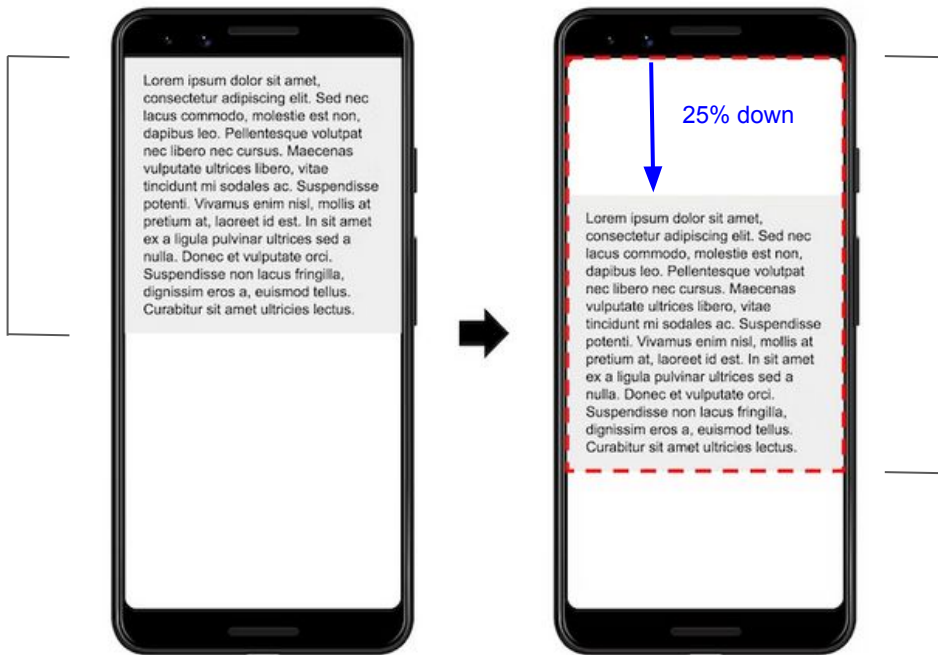 Lorem ipsum dolor sit amet,
consectetur adipiscing elit. Sed nec
lacus commodo, molestie est non,
dapibus leo. Pellentesque volutpat
nec libero nec cursus. Maecenas
vulputate ultrices libero, vitae
tincidunt mi sodales ac. Suspendisse
potenti. Vivamus enim nisl, mollis at
pretium at, laoreet id est. In sit amet
ex a ligula pulvinar ultrices sed a
nulla. Donec et vulputate orci.
Suspendisse non lacus fringilla,
dignissim eros a, euismod tellus.
Curabitur sit amet ultricies lectus.
25% down
Lorem ipsum dolor sit amet,
consectetur adipiscing elit. Sed nec
lacus commodo, molestie est non,
dapibus leo. Pellentesque volutpat
nec libero nec cursus. Maecenas
vulputate ultrices libero, vitae
tincidunt mi sodales ac. Suspendisse
potenti. Vivamus enim nisl, mollis at
pretium at, laoreet id est. In sit amet
ex a ligula pulvinar ultrices sed a
nulla. Donec et vulputate orci.
Suspendisse non lacus fringilla,
dignissim eros a, euismod tellus.
Curabitur sit amet ultricies lectus.